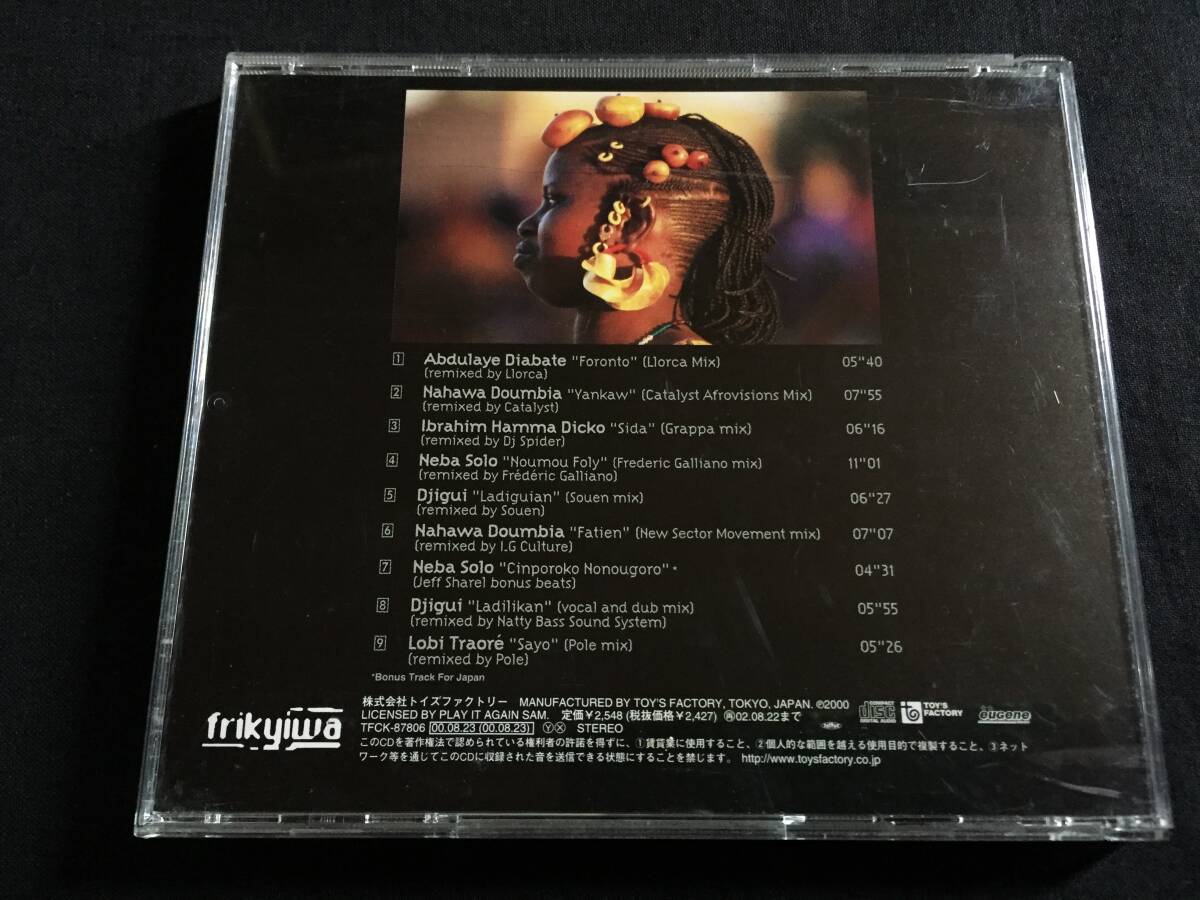 1 Abdulaye Diabate "Foronto" (Llorca Mix) 05"40
(remixed by Llorca)
2 Nahawa Doumbia "Yankaw" (Catalyst Afrovisions Mix) 07"55
(remixed by Catalyst)
3 Ibrahim Hamma Dicko "Sida" (Grappa mix) 06"16
(remixed by Dj Spider)
4 Neba Solo "Noumou Foly" (Frederic Galliano mix) 11"01
(remixed by Frédéric Galliano)
5 Djigui "Ladiguian" (Souen mix) 06"27
(remixed by Souen)
6 Nahawa Doumbia "Fatien" (New Sector Movement mix) 07"07
(remixed by I.G Culture)
7 Neba Solo "Cinporoko Nonougoro"* 04"31
(Jeff Sharel bonus beats)
8 Djigui "Ladilikan" (vocal and dub mix) 05"55
(remixed by Natty Bass Sound System)
9 Lobi Traoré "Sayo" (Pole mix) 05"26
(remixed by Pole)
*Bonus Track For Japan
frikyiwa
株式会社トイズファクトリー MANUFACTURED BY TOY'S FACTORY, TOKYO, JAPAN. ℗2000
LICENSED BY PLAY IT AGAIN SAM. 定価¥2,548 (税抜価格¥2,427) 再02.08.22まで
TFCK-87806 00.08.23 (00.08.23) Ⓨ Ⓧ STEREO
COMPACT disc DIGITAL AUDIO
TOY'S FACTORY
eugene
このCDを著作権法で認められている権利者の許諾を得ずに、①賃貸業に使用すること、②個人的な範囲を越える使用目的で複製すること、③ネット
ワーク等を通じてこのCDに収録された音を送信できる状態にすることを禁じます。 http://www.toysfactory.co.jp